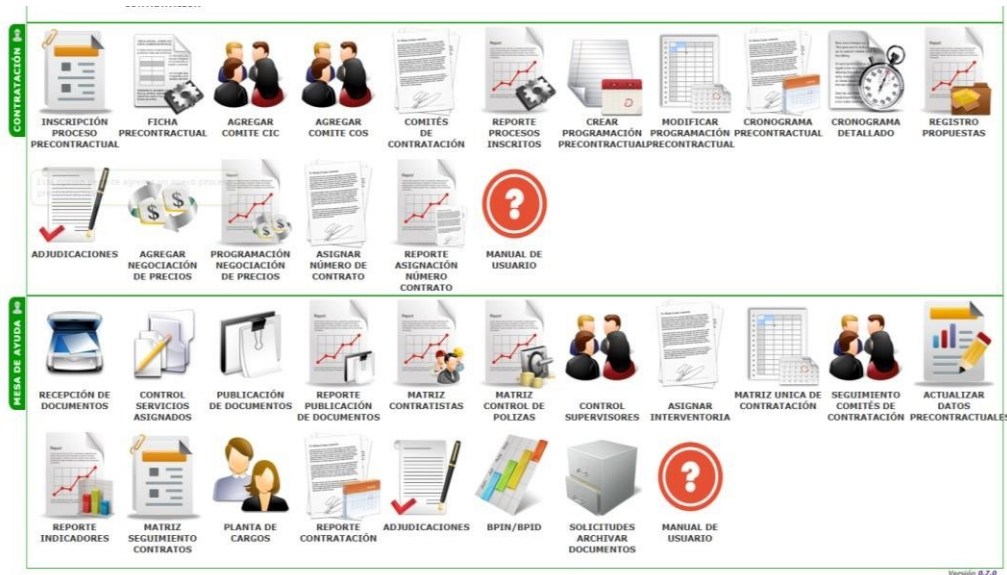 CONTRATACIÓN
INSCRIPCIÓN
PROCESO
PRECONTRACTUAL
FICHA
PRECONTRACTUAL
AGREGAR
COMITE CIC
AGREGAR
COMITE COS
COMITÉS
DE
CONTRATACIÓN
REPORTE
PROCESOS
INSCRITOS
CREAR
PROGRAMACIÓN
PRECONTRACTUAL
MODIFICAR
PROGRAMACIÓN
PRECONTRACTUAL
CRONOGRAMA
PRECONTRACTUAL
CRONOGRAMA
DETALLADO
REGISTRO
PROPUESTAS
ADJUDICACIONES
AGREGAR
NEGOCIACIÓN
DE PRECIOS
PROGRAMACIÓN
NEGOCIACIÓN
DE PRECIOS
ASIGNAR
NÚMERO DE
CONTRATO
REPORTE
ASIGNACIÓN
NÚMERO
CONTRATO
MANUAL DE
USUARIO
MESA DE AYUDA
RECEPCIÓN DE
DOCUMENTOS
CONTROL
SERVICIOS
ASIGNADOS
PUBLICACIÓN
DE DOCUMENTOS
REPORTE
PUBLICACIÓN
DE DOCUMENTOS
MATRIZ
CONTRATISTAS
MATRIZ
CONTROL DE
POLIZAS
CONTROL
SUPERVISORES
ASIGNAR
INTERVENTORIA
MATRIZ UNICA DE
CONTRATACIÓN
SEGUIMIENTO
COMITÉS DE
CONTRATACIÓN
ACTUALIZAR
DATOS
PRECONTRACTUALES
REPORTE
INDICADORES
MATRIZ
SEGUIMIENTO
CONTRATOS
PLANTA DE
CARGOS
REPORTE
CONTRATACIÓN
ADJUDICACIONES
BPIN/BPID
SOLICITUDES
ARCHIVAR
DOCUMENTOS
MANUAL DE
USUARIO
Versión 0.7.0